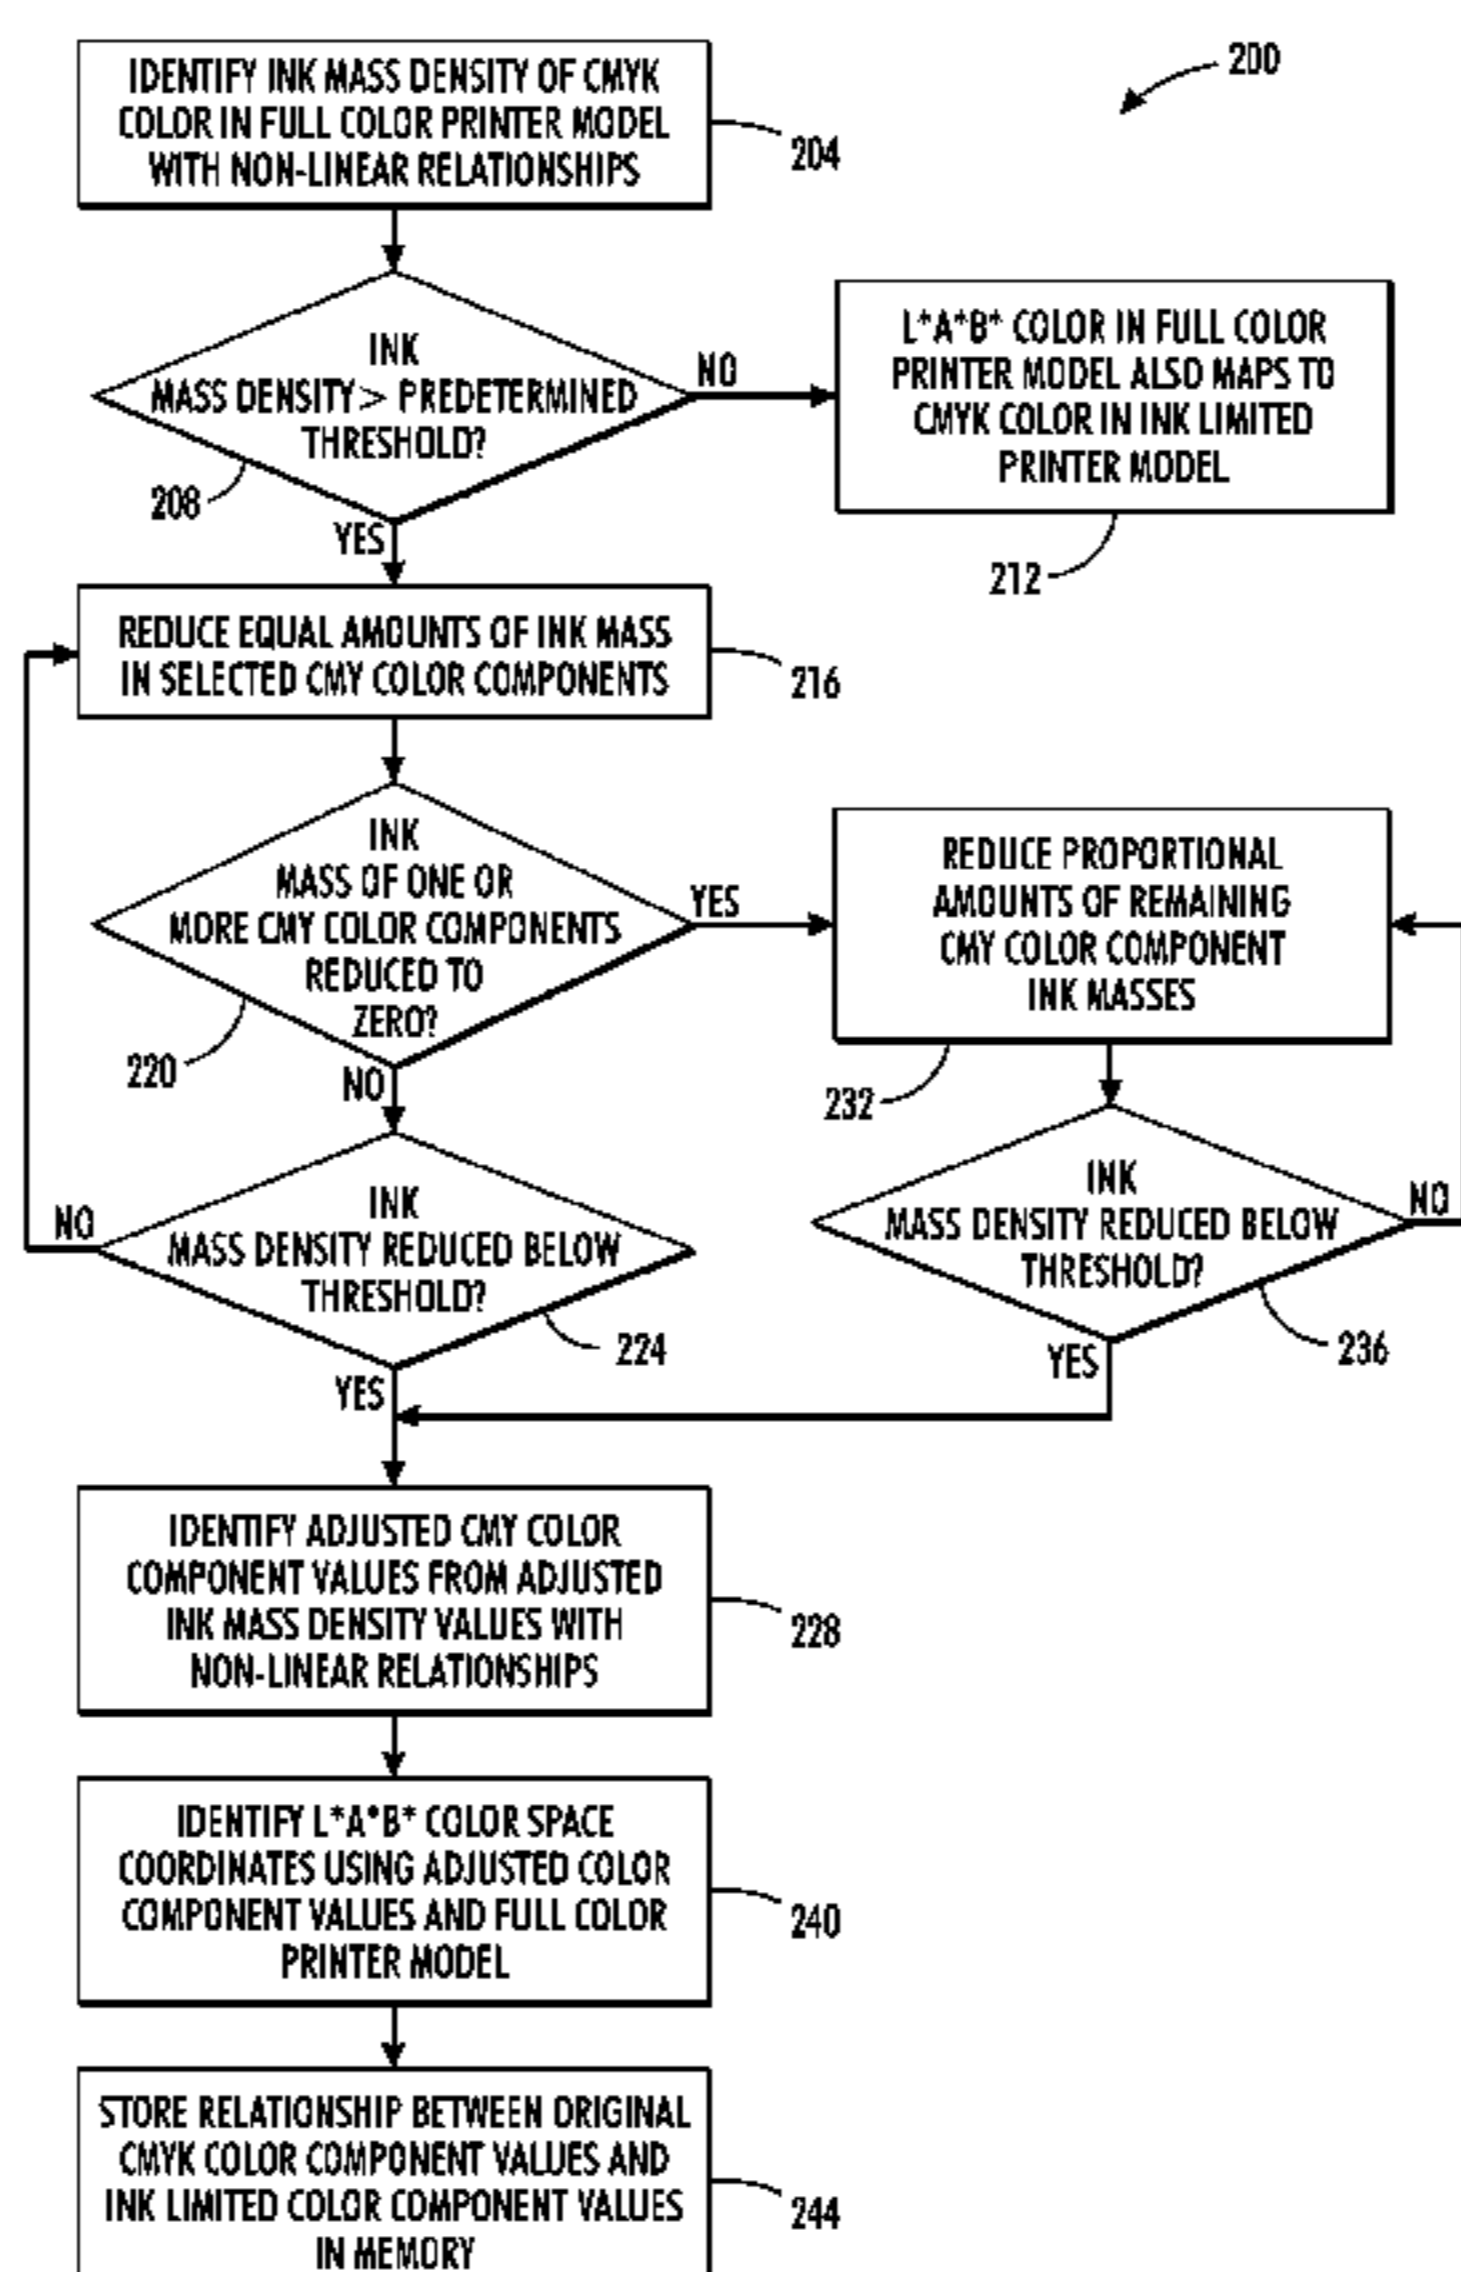 200
IDENTIFY INK MASS DENSITY OF CMYK
COLOR IN FULL COLOR PRINTER MODEL
WITH NON-LINEAR RELATIONSHIPS
204
INK
MASS DENSITY > PREDETERMINED
THRESHOLD?
208
NO
YES
L*A*B* COLOR IN FULL COLOR
PRINTER MODEL ALSO MAPS TO
CMYK COLOR IN INK LIMITED
PRINTER MODEL
212
REDUCE EQUAL AMOUNTS OF INK MASS
IN SELECTED CMY COLOR COMPONENTS
216
INK
MASS OF ONE OR
MORE CMY COLOR COMPONENTS
REDUCED TO
ZERO?
220
YES
NO
REDUCE PROPORTIONAL
AMOUNTS OF REMAINING
CMY COLOR COMPONENT
INK MASSES
232
INK
MASS DENSITY REDUCED BELOW
THRESHOLD?
224
NO
YES
INK
MASS DENSITY REDUCED BELOW
THRESHOLD?
236
NO
YES
IDENTIFY ADJUSTED CMY COLOR
COMPONENT VALUES FROM ADJUSTED
INK MASS DENSITY VALUES WITH
NON-LINEAR RELATIONSHIPS
228
IDENTIFY L*A*B* COLOR SPACE
COORDINATES USING ADJUSTED COLOR
COMPONENT VALUES AND FULL COLOR
PRINTER MODEL
240
STORE RELATIONSHIP BETWEEN ORIGINAL
CMYK COLOR COMPONENT VALUES AND
INK LIMITED COLOR COMPONENT VALUES
IN MEMORY
244